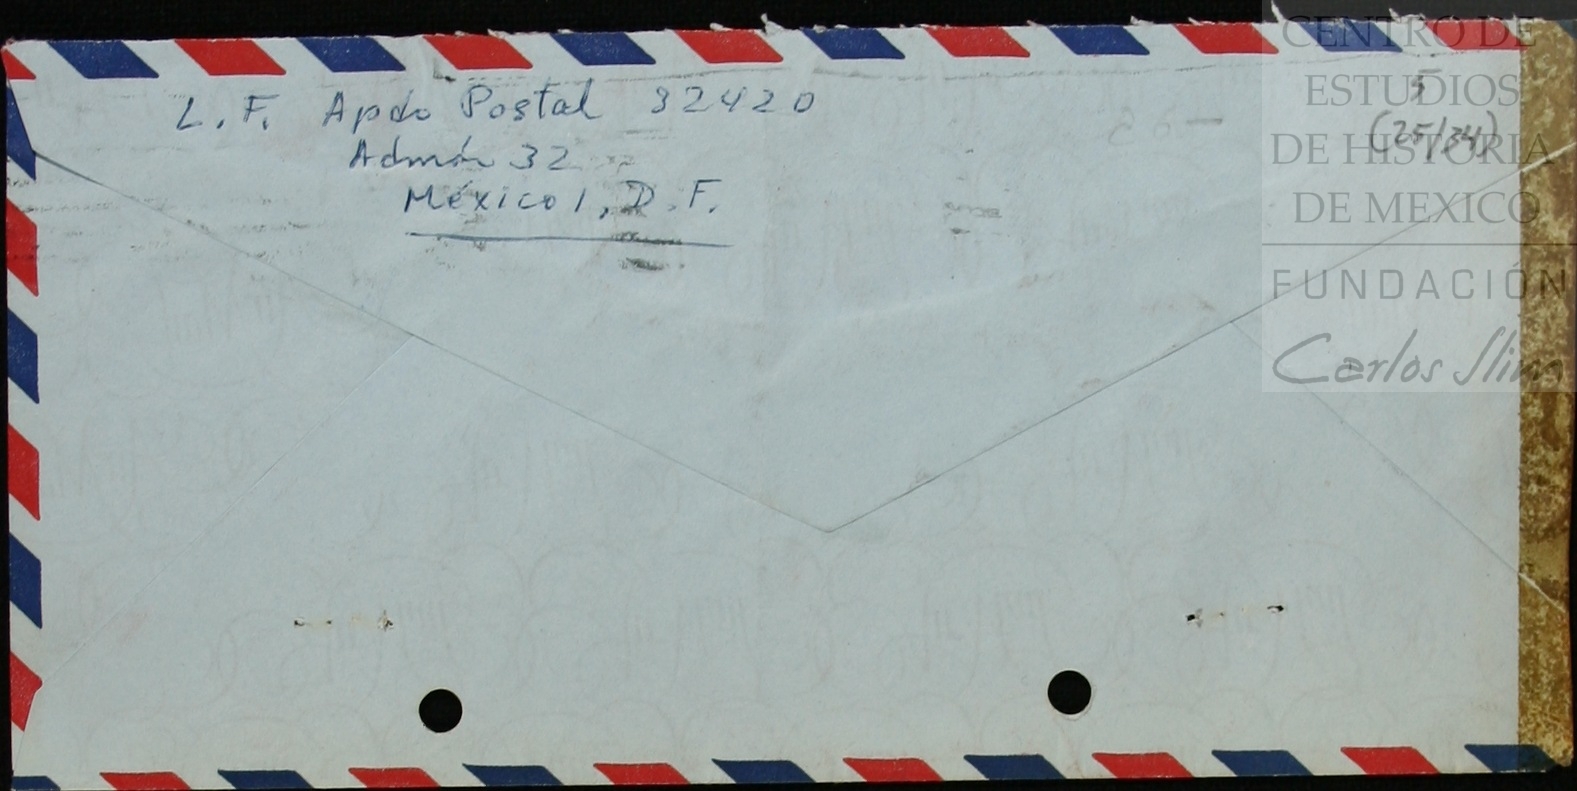 L. F. Apdo Postal 32420
Admón 32
México 1, D.F.
5
(25/34)
CENTRO DE
ESTUDIOS
DE HISTORIA
DE MEXICO
FUNDACIÓN
Carlos Slim